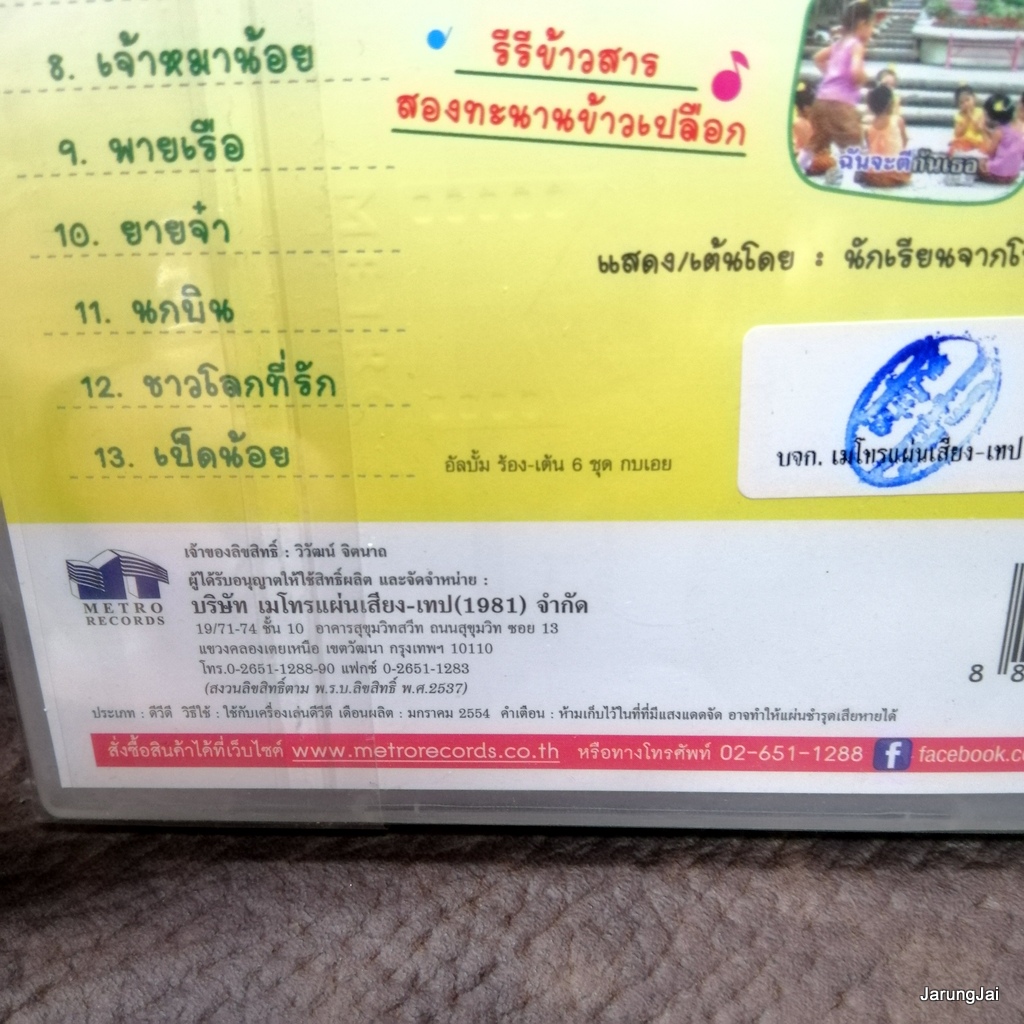 8. เจ้าหมาน้อย
9. พายเรือ
10. ยายจ๋า
11. นกบิน
12. ชาวโลกที่รัก
13. เป็ดน้อย
รีรีข้าวสาร
สองทะนานข้าวเปลือก
ฉันจะตีกับเธอ
แสดง/เต้นโดย : นักเรียนจาก
บจก. เมโทรแผ่นเสียง-เทป
อัลบั้ม ร้อง-เต้น 6 ชุด กบเอย
METRO
RECORDS
เจ้าของลิขสิทธิ์ : วิวัฒน์ จิตนาถ
ผู้ได้รับอนุญาตให้ใช้สิทธิ์ผลิต และจัดจำหน่าย :
บริษัท เมโทรแผ่นเสียง-เทป(1981) จำกัด
19/71-74 ชั้น 10 อาคารสุขุมวิทสวีท ถนนสุขุมวิท ซอย 13
แขวงคลองเตยเหนือ เขตวัฒนา กรุงเทพฯ 10110
โทร.0-2651-1288-90 แฟกซ์ 0-2651-1283
(สงวนลิขสิทธิ์ตาม พ.ร.บ.ลิขสิทธิ์ พ.ศ.2537)
ประเภท : ดีวีดี วิธีใช้ : ใช้กับเครื่องเล่นดีวีดี เดือนผลิต : มกราคม 2554 คำเตือน : ห้ามเก็บไว้ในที่ที่มีแสงแดดจัด อาจทำให้แผ่นชำรุดเสียหายได้
สั่งซื้อสินค้าได้ที่เว็บไซต์ www.metrorecords.co.th หรือทางโทรศัพท์ 02-651-1288 facebook.c
8
JarungJai